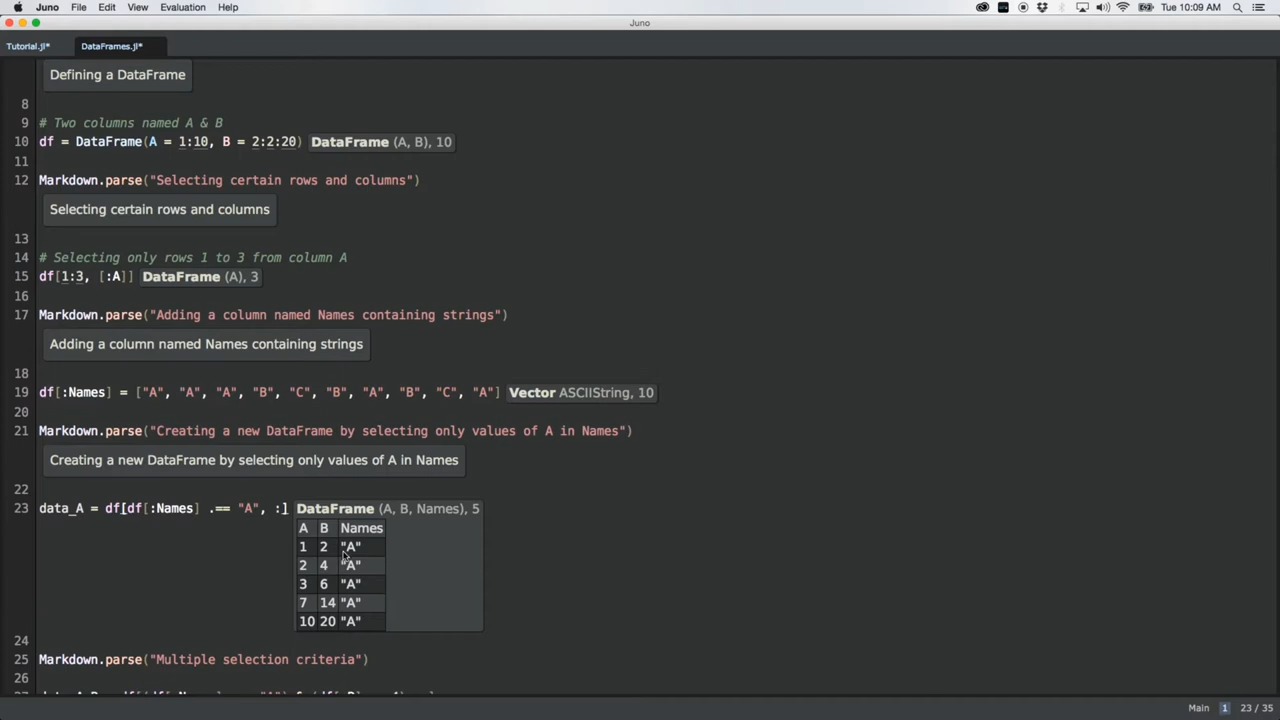 Juno File Edit View Evaluation Help Tue 10:09 AM
Juno
Tutorial.jl* DataFrames.jl*
Defining a DataFrame
8
9 # Two columns named A & B
10 df = DataFrame(A = 1:10, B = 2:2:20) DataFrame (A, B), 10
11
12 Markdown.parse("Selecting certain rows and columns")
Selecting certain rows and columns
13
14 # Selecting only rows 1 to 3 from column A
15 df[1:3, [:A]] DataFrame (A), 3
16
17 Markdown.parse("Adding a column named Names containing strings")
Adding a column named Names containing strings
18
19 df[:Names] = ["A", "A", "A", "B", "C", "B", "A", "B", "C", "A"] Vector ASCIIString, 10
20
21 Markdown.parse("Creating a new DataFrame by selecting only values of A in Names")
Creating a new DataFrame by selecting only values of A in Names
22
23 data_A = df[df[:Names] .== "A", :] DataFrame (A, B, Names), 5
A B Names
1 2 "A"
2 4 "A"
3 6 "A"
7 14 "A"
10 20 "A"
24
25 Markdown.parse("Multiple selection criteria")
26
Main 1 23 / 35